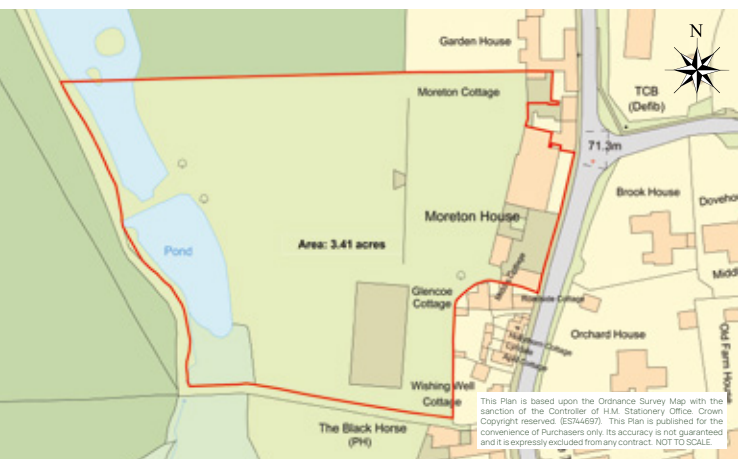 N
Garden House
TCB
(Defib)
Moreton Cottage
71.3m
Brook House
Moreton House
Pond
Area: 3.41 acres
Glencoe
Cottage
Roadside Cottage
Orchard House
Old Farm House
Wishing Well
Cottage
The Black Horse
(PH)
This Plan is based upon the Ordnance Survey Map with the
sanction of the Controller of H.M. Stationery Office. Crown
Copyright reserved. (ES744697). This Plan is published for the
convenience of Purchasers only. Its accuracy is not guaranteed
and it is expressly excluded from any contract. NOT TO SCALE.